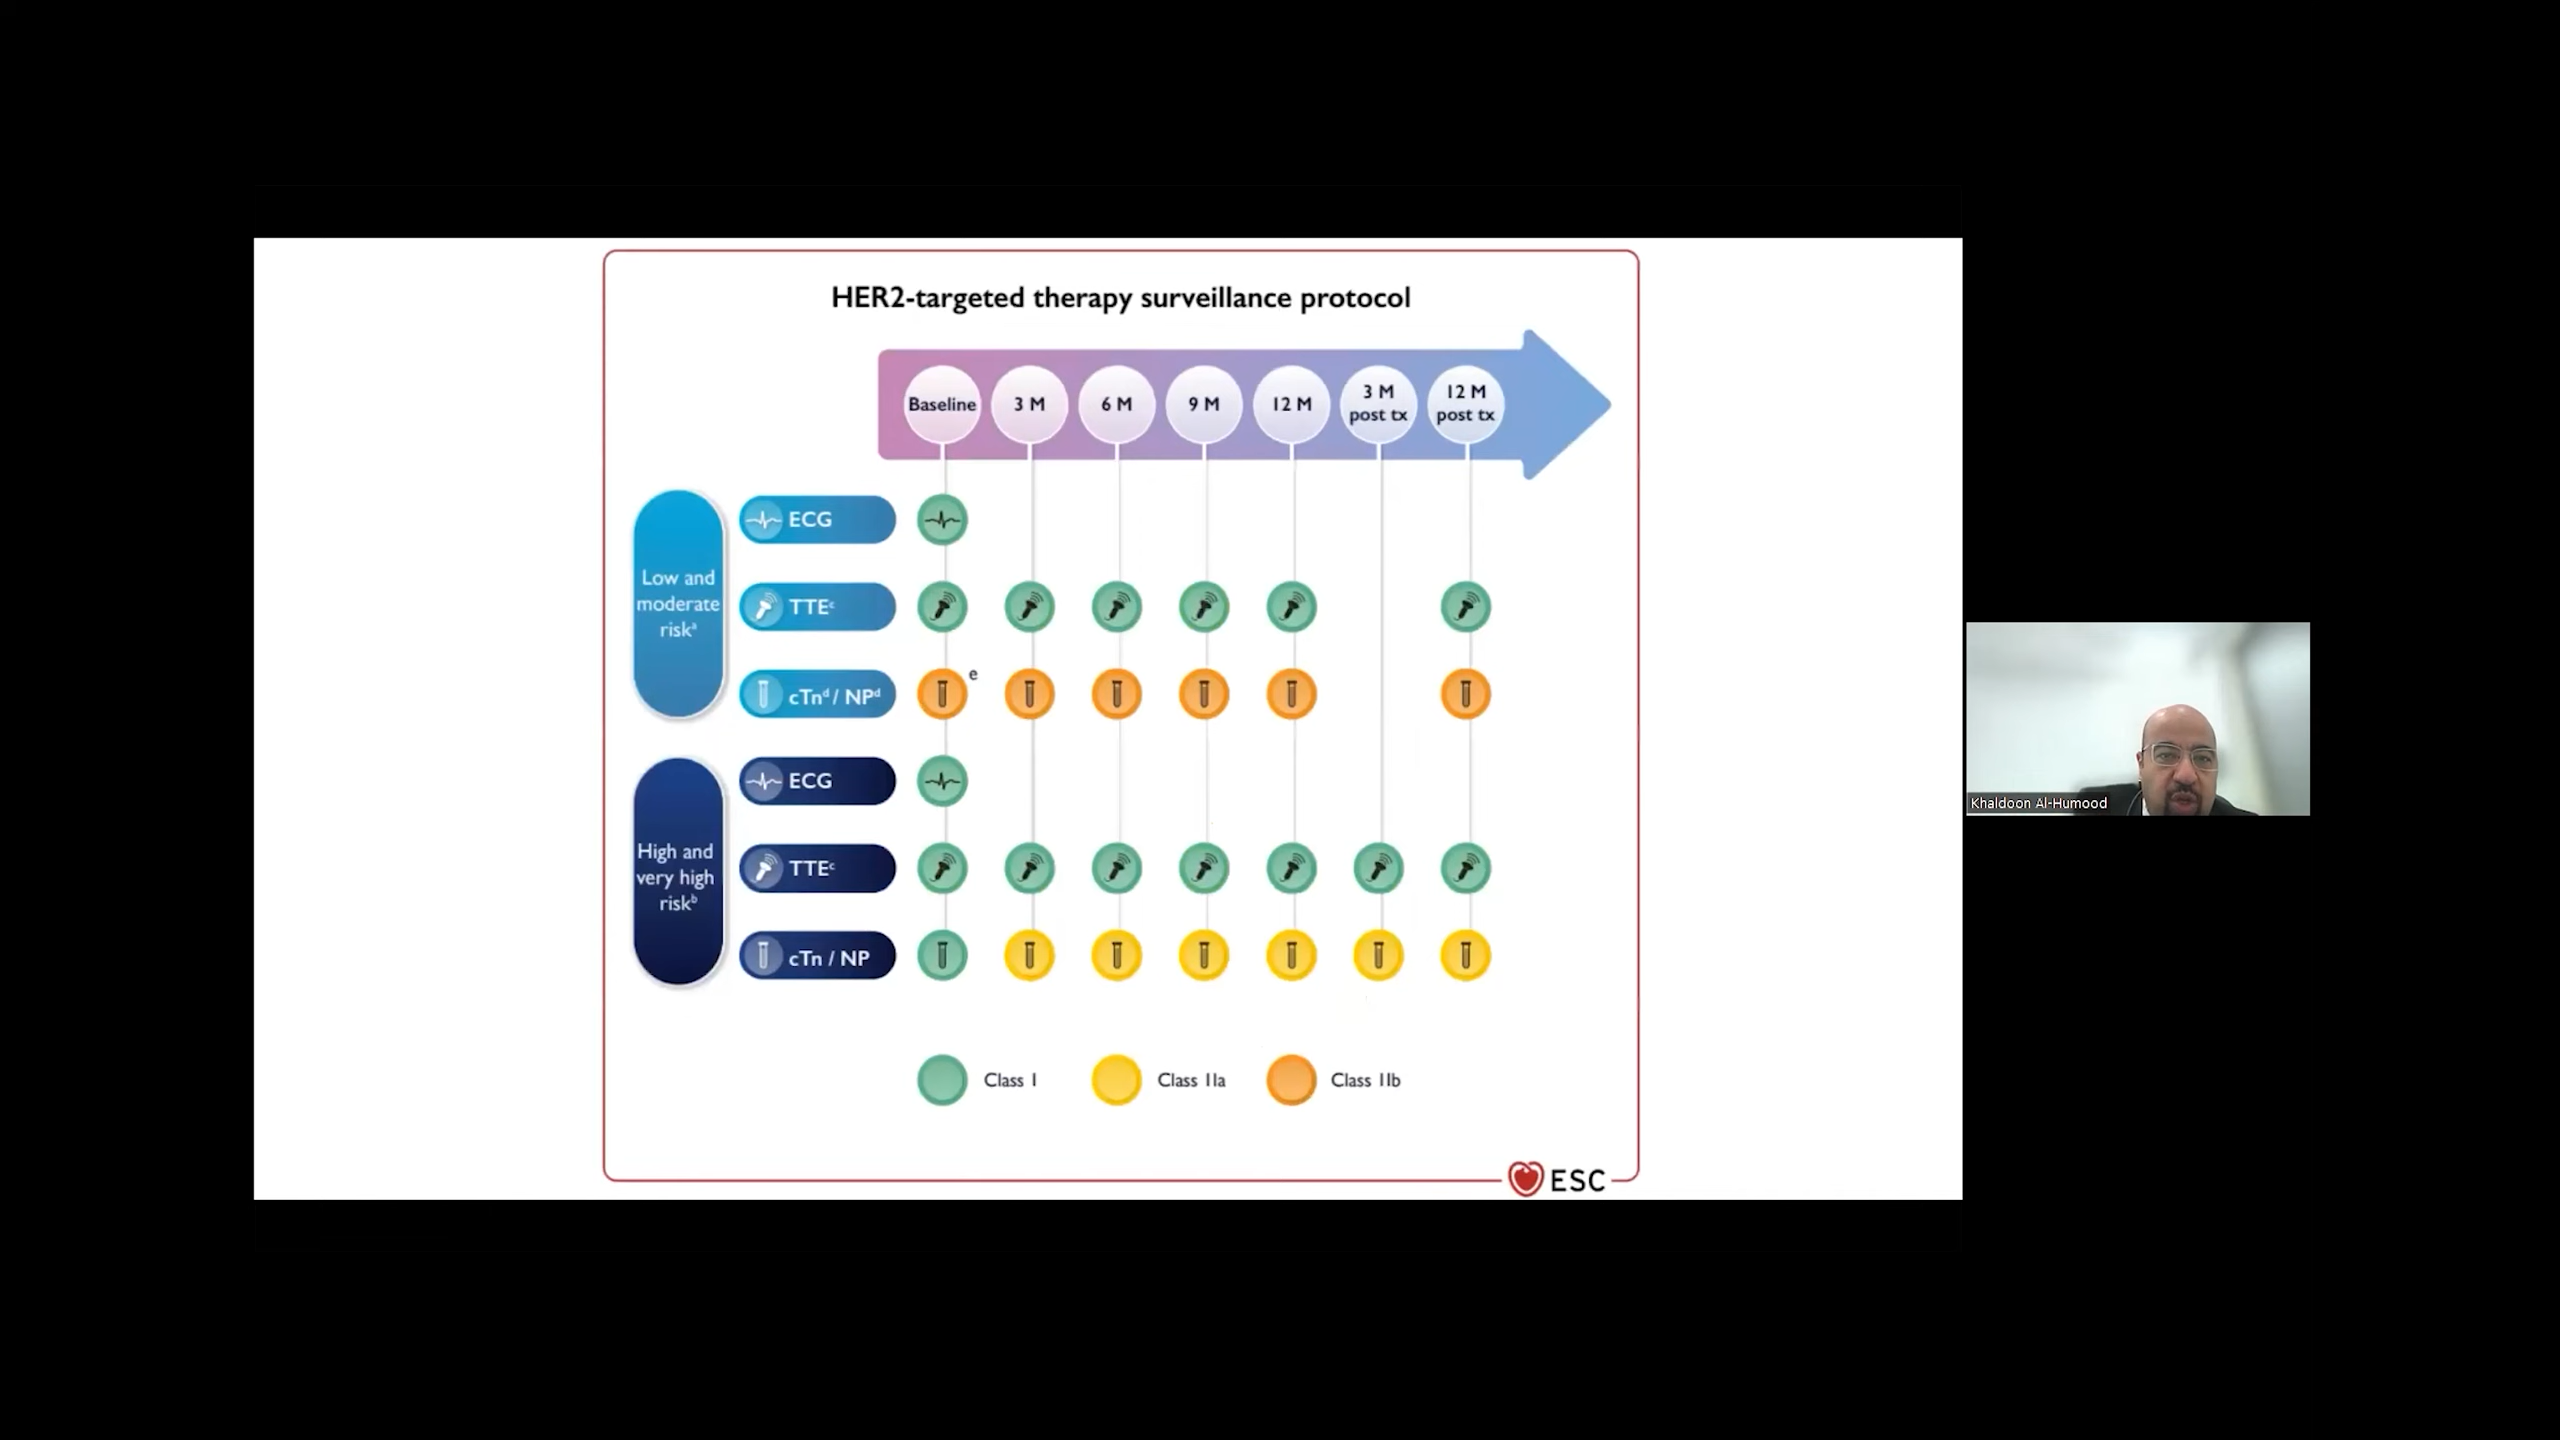 HER2-targeted therapy surveillance protocol
Baseline
3 M
6 M
9 M
12 M
3 M
post tx
12 M
post tx
Low and
moderate
riskᵃ
ECG
TTEᶜ
cTnᵈ / NPᵈ
e
High and
very high
riskᵇ
ECG
TTEᶜ
cTn / NP
Class I
Class IIa
Class IIb
ESC
Khaldoon Al-Humood